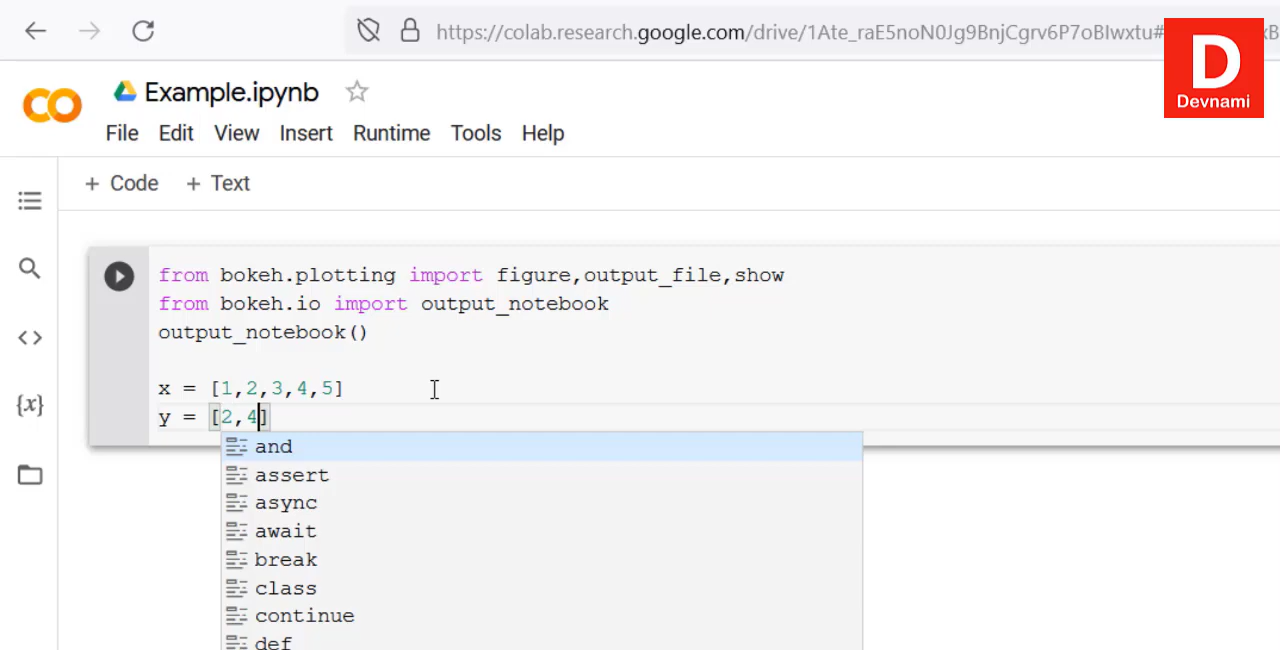 https://colab.research.google.com/drive/1Ate_raE5noN0Jg9BnjCgrv6P7oBIwxtu#
D
Devnami
Example.ipynb
File Edit View Insert Runtime Tools Help
+ Code + Text
from bokeh.plotting import figure,output_file,show
from bokeh.io import output_notebook
output_notebook()
x = [1,2,3,4,5]
y = [2,4]
and
assert
async
await
break
class
continue
def